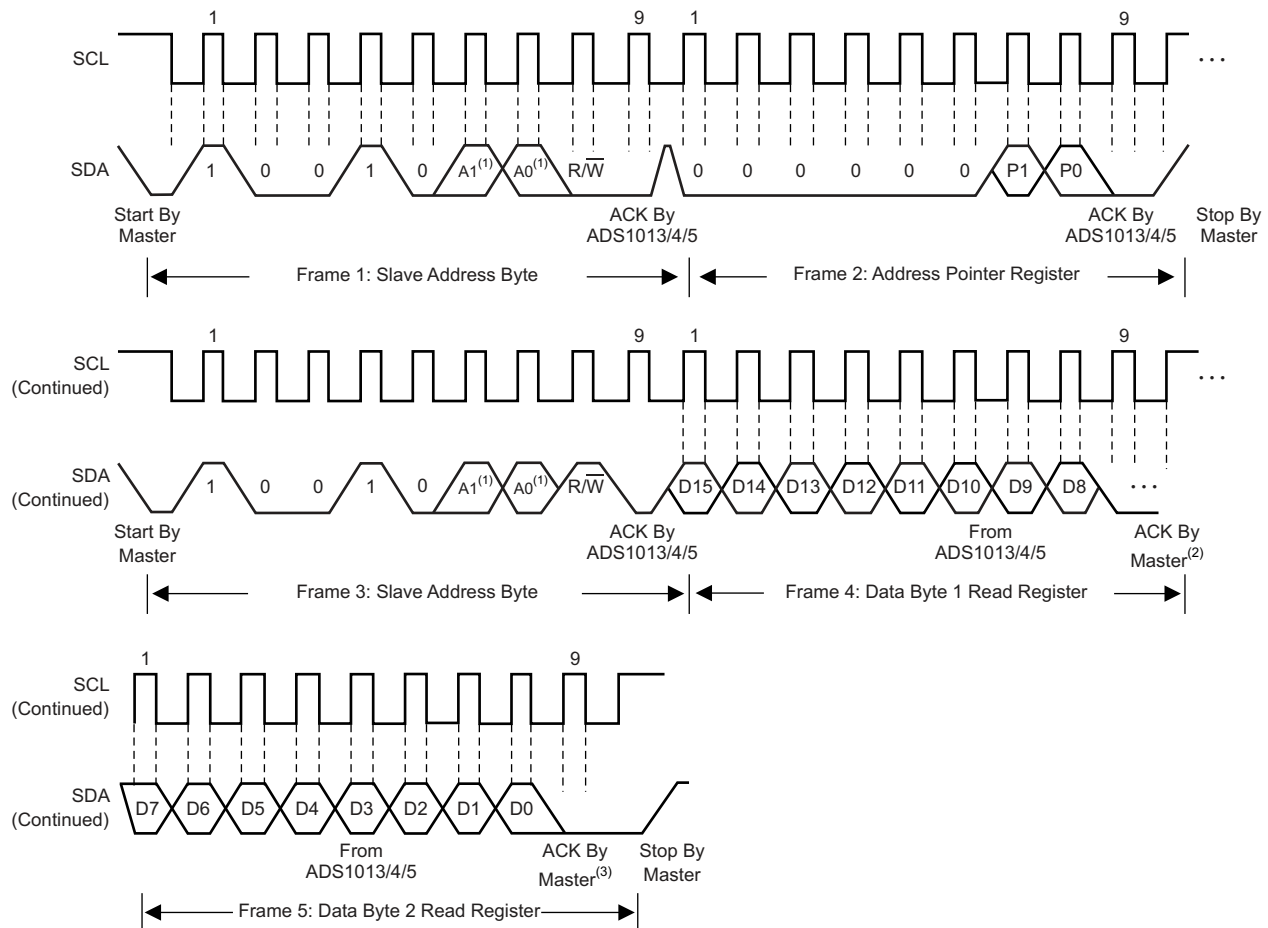 1 9 1 9
SCL ...
SDA 1 0 0 1 0 A1(1) A0(1) R/W̅ 0 0 0 0 0 0 P1 P0
Start By Master ACK By ADS1013/4/5 ACK By ADS1013/4/5 Stop By Master
Frame 1: Slave Address Byte Frame 2: Address Pointer Register
1 9 1 9
SCL (Continued) ...
SDA (Continued) 1 0 0 1 0 A1(1) A0(1) R/W̅ D15 D14 D13 D12 D11 D10 D9 D8 ...
Start By Master ACK By ADS1013/4/5 From ADS1013/4/5 ACK By Master(2)
Frame 3: Slave Address Byte Frame 4: Data Byte 1 Read Register
1 9
SCL (Continued)
SDA (Continued) D7 D6 D5 D4 D3 D2 D1 D0
From ADS1013/4/5 ACK By Master(3) Stop By Master
Frame 5: Data Byte 2 Read Register